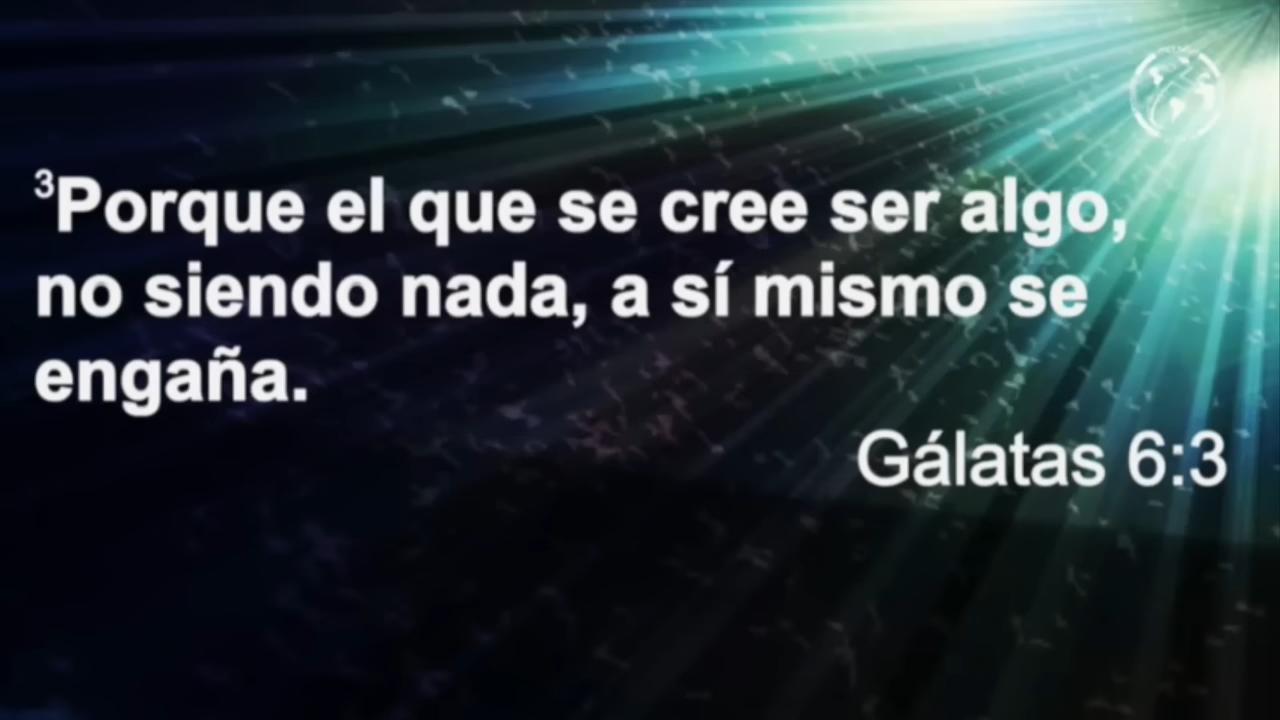 ³Porque el que se cree ser algo,
no siendo nada, a sí mismo se
engaña.
Gálatas 6:3